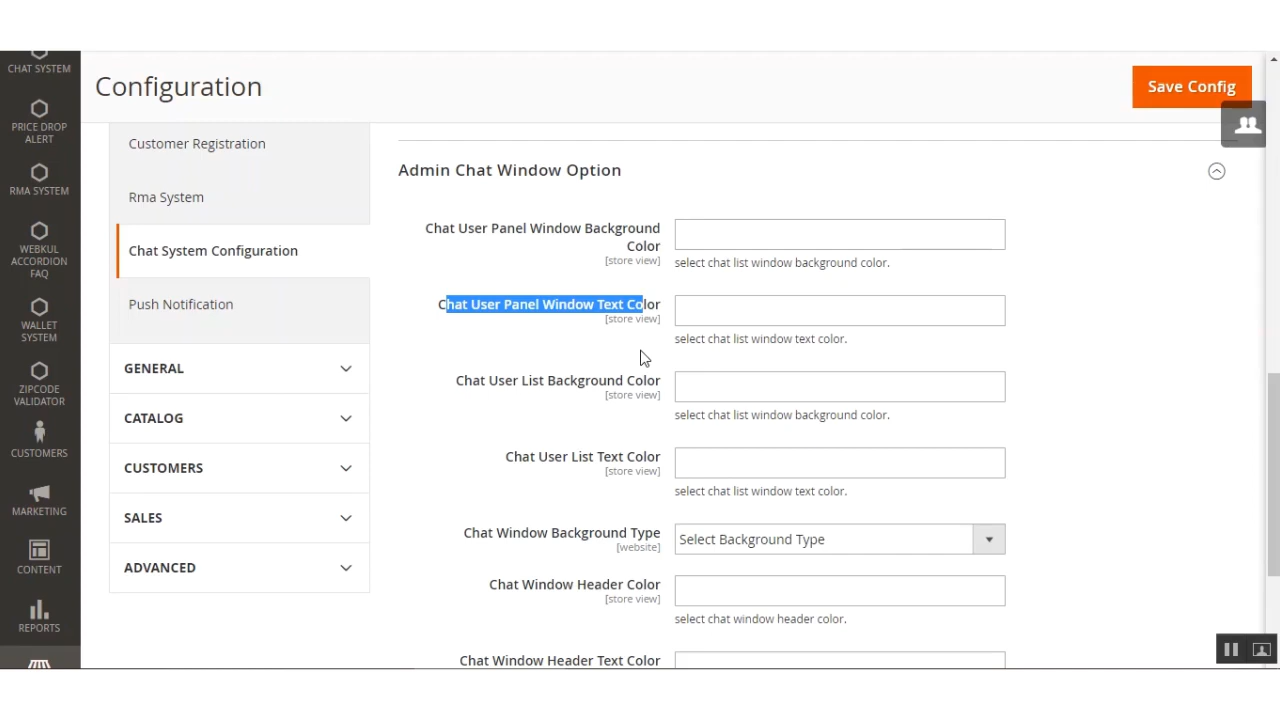 CHAT SYSTEM
PRICE DROP
ALERT
RMA SYSTEM
WEBKUL
ACCORDION
FAQ
WALLET
SYSTEM
ZIPCODE
VALIDATOR
CUSTOMERS
MARKETING
CONTENT
REPORTS
Configuration
Save Config
Customer Registration
Rma System
Chat System Configuration
Push Notification
GENERAL
CATALOG
CUSTOMERS
SALES
ADVANCED
Admin Chat Window Option
Chat User Panel Window Background
Color
[store view]
select chat list window background color.
Chat User Panel Window Text Color
[store view]
select chat list window text color.
Chat User List Background Color
[store view]
select chat list window background color.
Chat User List Text Color
[store view]
select chat list window text color.
Chat Window Background Type
[website]
Select Background Type
Chat Window Header Color
[store view]
select chat window header color.
Chat Window Header Text Color